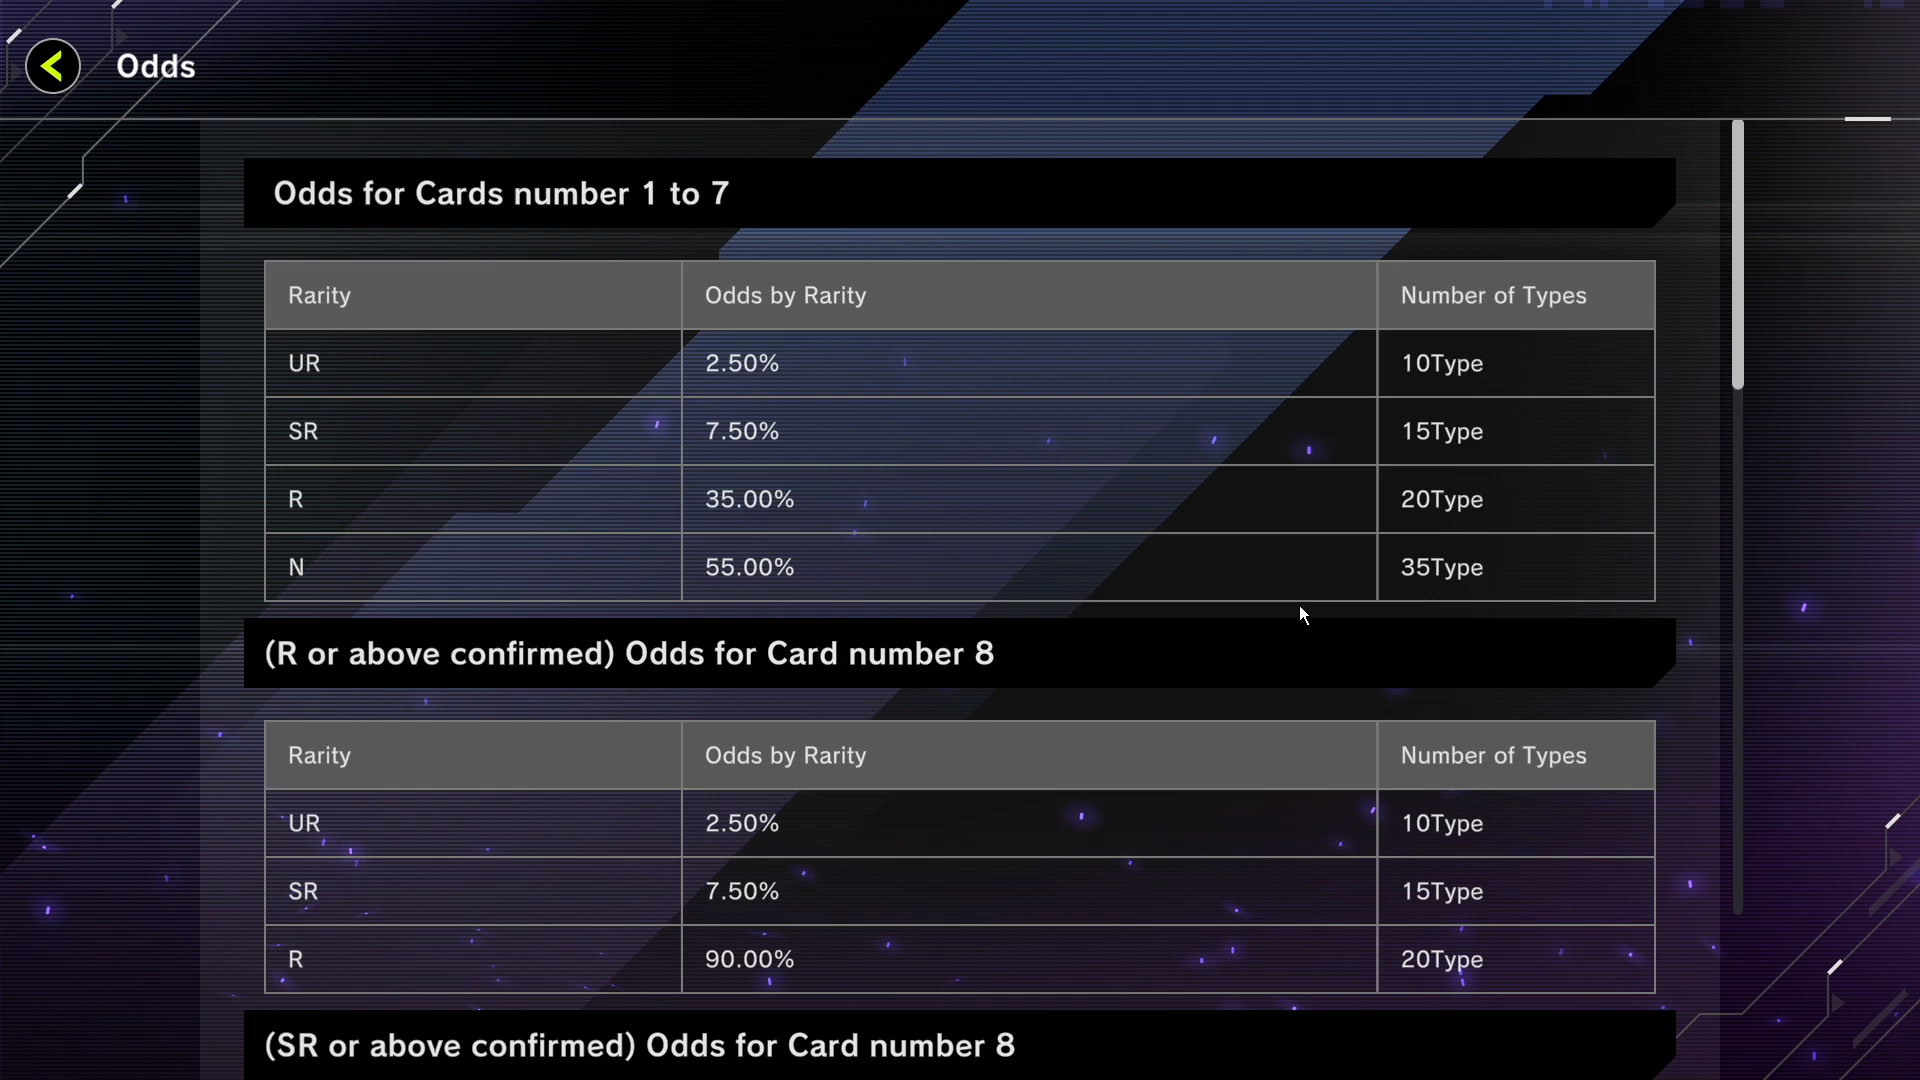 Odds
Odds for Cards number 1 to 7
Rarity Odds by Rarity Number of Types
UR 2.50% 10Type
SR 7.50% 15Type
R 35.00% 20Type
N 55.00% 35Type
(R or above confirmed) Odds for Card number 8
Rarity Odds by Rarity Number of Types
UR 2.50% 10Type
SR 7.50% 15Type
R 90.00% 20Type
(SR or above confirmed) Odds for Card number 8